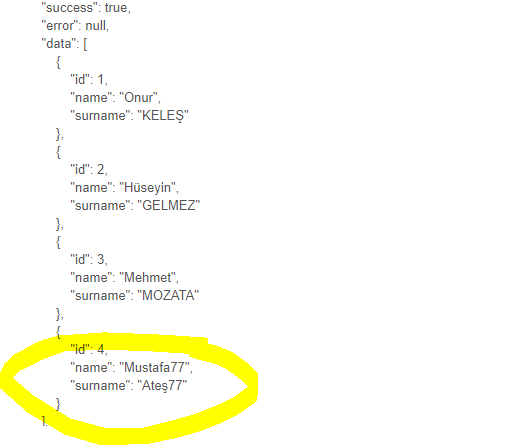 "success": true,
"error": null,
"data": [
{
"id": 1,
"name": "Onur",
"surname": "KELEŞ"
},
{
"id": 2,
"name": "Hüseyin",
"surname": "GELMEZ"
},
{
"id": 3,
"name": "Mehmet",
"surname": "MOZATA"
},
{
"id": 4,
"name": "Mustafa77",
"surname": "Ateş77"
}
],